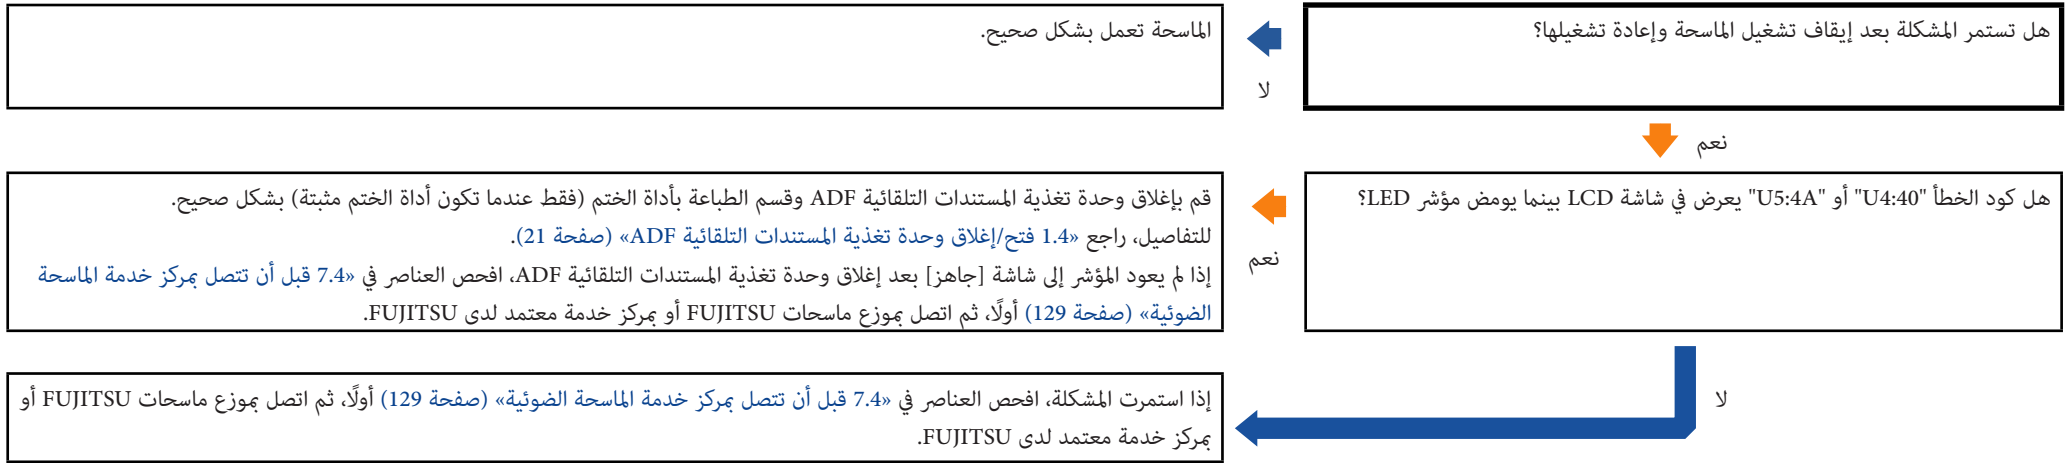 هل تستمر المشكلة بعد إيقاف تشغيل الماسحة وإعادة تشغيلها؟
لا
الماسحة تعمل بشكل صحيح.
نعم
هل كود الخطأ "U4:40" أو "U5:4A" يعرض في شاشة LCD بينما يومض مؤشر LED؟
نعم
قم بإغلاق وحدة تغذية المستندات التلقائية ADF وقسم الطباعة بأداة الختم (فقط عندما تكون أداة الختم مثبتة) بشكل صحيح.
للتفاصيل، راجع «1.4 فتح/إغلاق وحدة تغذية المستندات التلقائية ADF» (صفحة 21).
إذا لم يعود المؤشر إلى شاشة [جاهز] بعد إغلاق وحدة تغذية المستندات التلقائية ADF، افحص العناصر في «7.4 قبل أن تتصل بمركز خدمة الماسحة
الضوئية» (صفحة 129) أولًا، ثم اتصل بموزع ماسحات FUJITSU أو بمركز خدمة معتمد لدى FUJITSU.
لا
إذا استمرت المشكلة، افحص العناصر في «7.4 قبل أن تتصل بمركز خدمة الماسحة الضوئية» (صفحة 129) أولًا، ثم اتصل بموزع ماسحات FUJITSU أو
بمركز خدمة معتمد لدى FUJITSU.